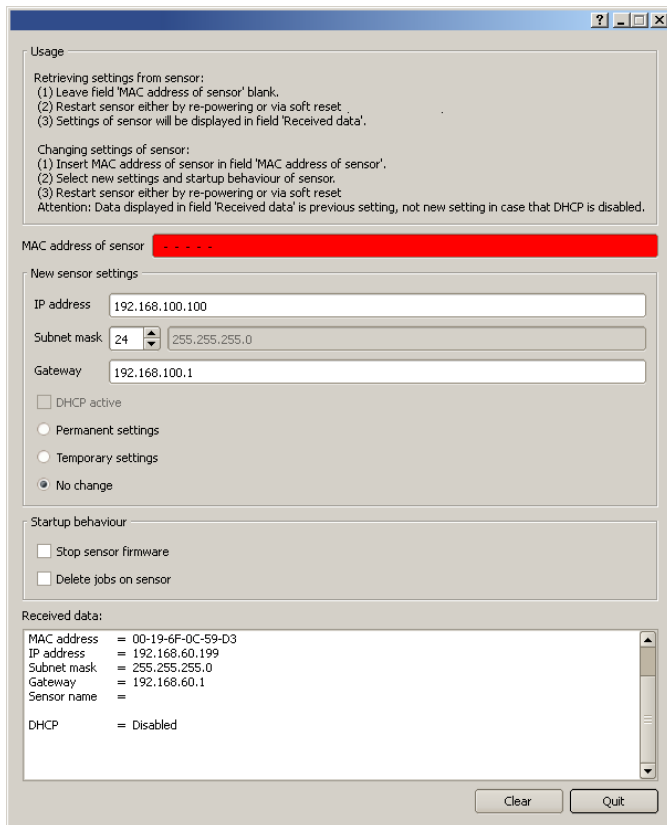 Usage
Retrieving settings from sensor:
(1) Leave field 'MAC address of sensor' blank.
(2) Restart sensor either by re-powering or via soft reset .
(3) Settings of sensor will be displayed in field 'Received data'.
Changing settings of sensor:
(1) Insert MAC address of sensor in field 'MAC address of sensor'.
(2) Select new settings and startup behaviour of sensor.
(3) Restart sensor either by re-powering or via soft reset
Attention: Data displayed in field 'Received data' is previous setting, not new setting in case that DHCP is disabled.
MAC address of sensor - - - - -
New sensor settings
IP address 192.168.100.100
Subnet mask 24 255.255.255.0
Gateway 192.168.100.1
DHCP active
Permanent settings
Temporary settings
No change
Startup behaviour
Stop sensor firmware
Delete jobs on sensor
Received data:
MAC address = 00-19-6F-0C-59-D3
IP address = 192.168.60.199
Subnet mask = 255.255.255.0
Gateway = 192.168.60.1
Sensor name =
DHCP = Disabled
Clear Quit